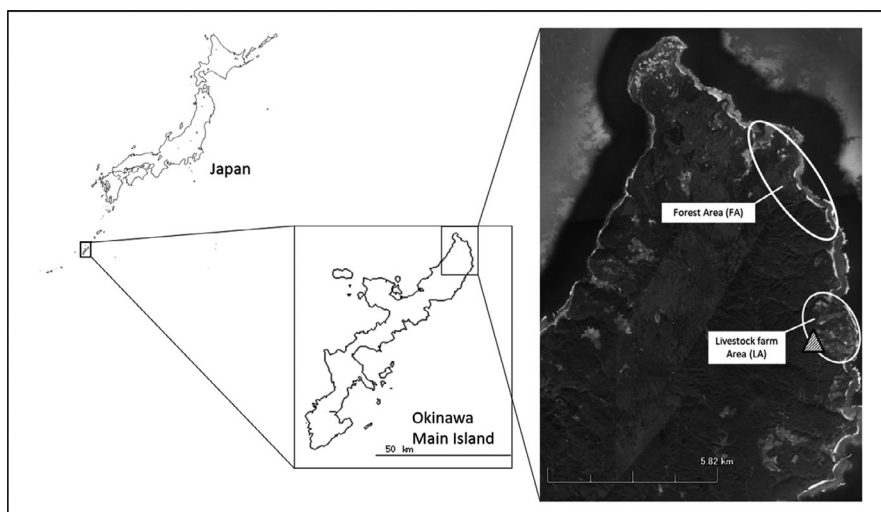 Japan
Forest Area (FA)
Livestock farm
Area (LA)
Okinawa
Main Island
50 km
5.82 km